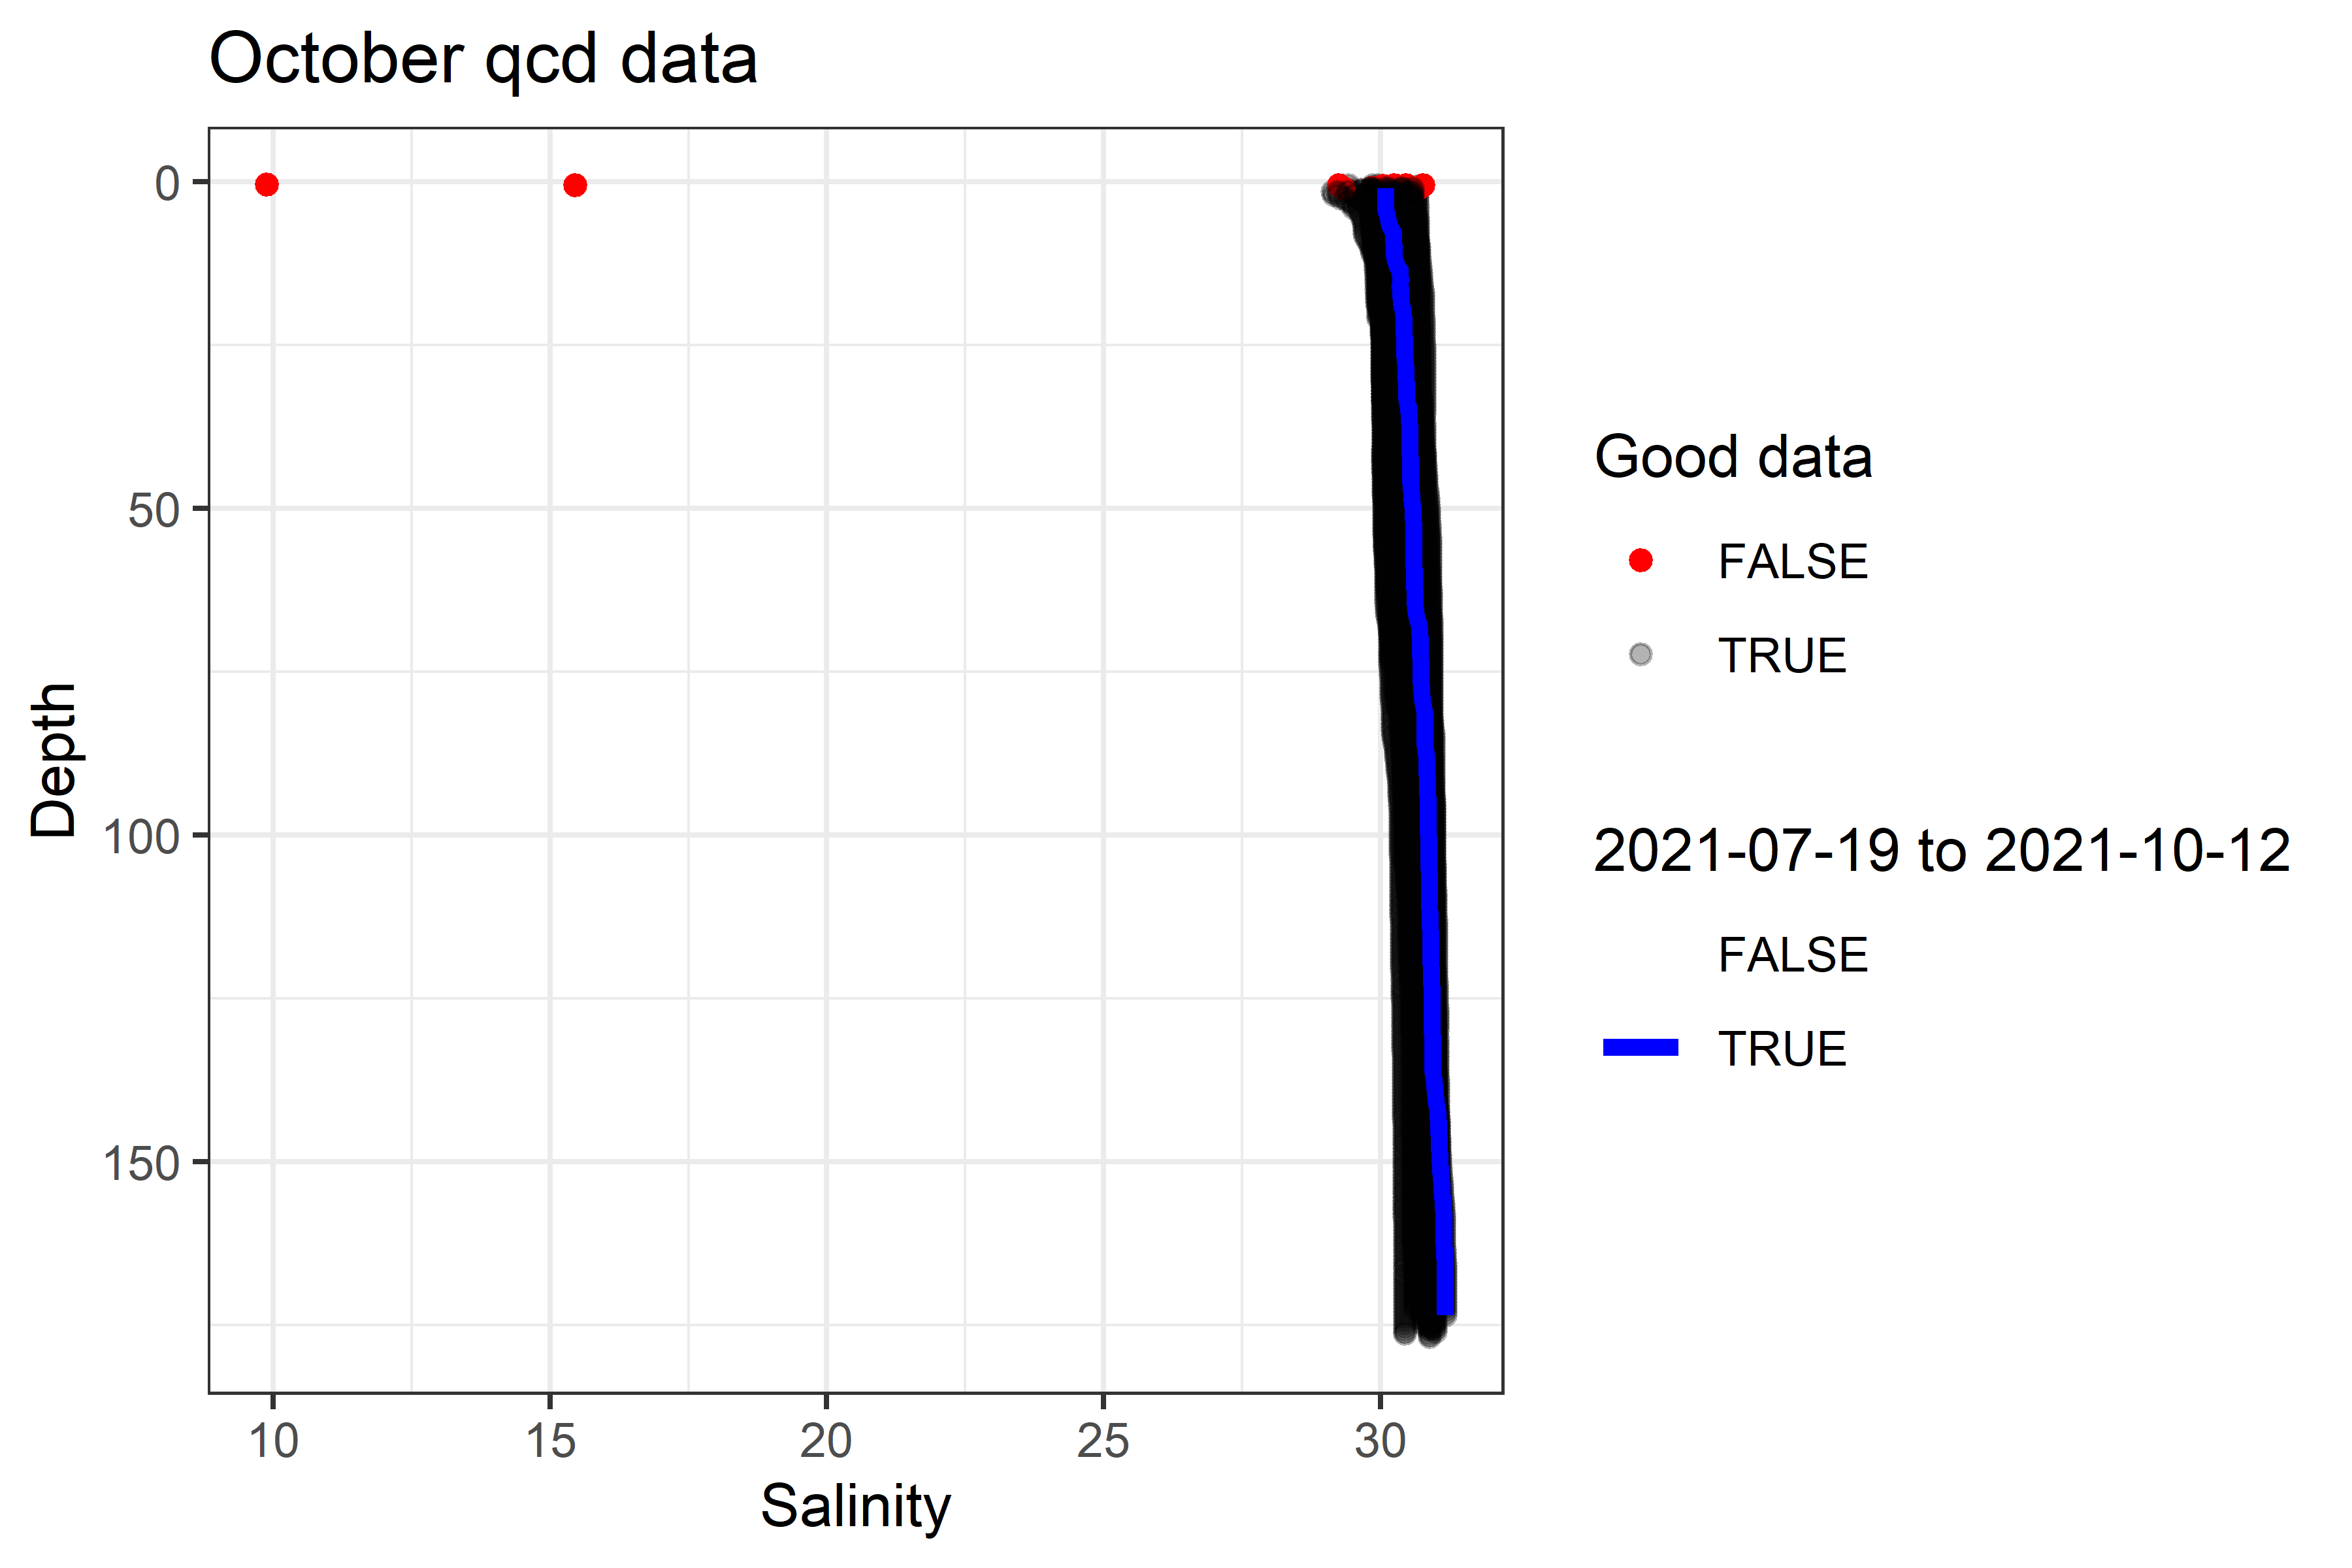 October qcd data
0
50
100
150
Depth
10 15 20 25 30
Salinity
Good data
FALSE
TRUE
2021-07-19 to 2021-10-12
FALSE
TRUE